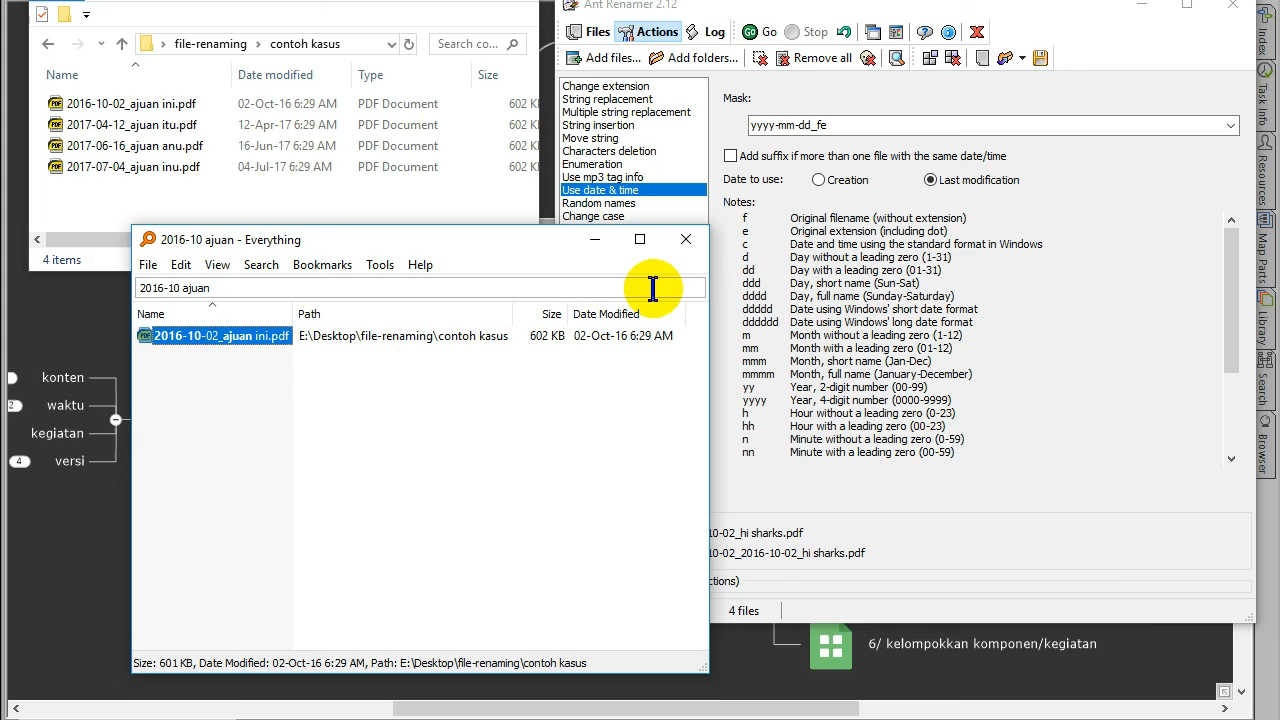 Ant Renamer 2.12
file-renaming
contoh kasus
Search co...
Name
Date modified
Type
Size
2016-10-02_ajuan ini.pdf
02-Oct-16 6:29 AM
PDF Document
602 KI
2017-04-12_ajuan itu.pdf
12-Apr-17 6:29 AM
PDF Document
602 KI
2017-06-16_ajuan anu.pdf
16-Jun-17 6:29 AM
PDF Document
602 KI
2017-07-04_ajuan inu.pdf
04-Jul-17 6:29 AM
PDF Document
602 KI
4 items
Files
Actions
Log
Go
Stop
Add files...
Add folders...
Remove all
Change extension
String replacement
Multiple string replacement
String insertion
Move string
Characters deletion
Enumeration
Use mp3 tag info
Use date & time
Random names
Change case
Mask:
yyyy-mm-dd_fe
Add suffix if more than one file with the same date/time
Date to use:
Creation
Last modification
Notes:
f Original filename (without extension)
e Original extension (including dot)
c Date and time using the standard format in Windows
d Day without a leading zero (1-31)
dd Day with a leading zero (01-31)
ddd Day, short name (Sun-Sat)
dddd Day, full name (Sunday-Saturday)
ddddd Date using Windows' short date format
dddddd Date using Windows' long date format
m Month without a leading zero (1-12)
mm Month with a leading zero (01-12)
mmm Month, short name (Jan-Dec)
mmmm Month, full name (January-December)
yy Year, 2-digit number (00-99)
yyyy Year, 4-digit number (0000-9999)
h Hour without a leading zero (0-23)
hh Hour with a leading zero (00-23)
n Minute without a leading zero (0-59)
nn Minute with a leading zero (00-59)
10-02_hi sharks.pdf
10-02_2016-10-02_hi sharks.pdf
ctions)
4 files
2016-10 ajuan - Everything
File
Edit
View
Search
Bookmarks
Tools
Help
2016-10 ajuan
Name
Path
Size
Date Modified
2016-10-02_ajuan ini.pdf
E:\Desktop\file-renaming\contoh kasus
602 KB
02-Oct-16 6:29 AM
Size: 601 KB, Date Modified: 02-Oct-16 6:29 AM, Path: E:\Desktop\file-renaming\contoh kasus
konten
2 waktu
kegiatan
4 versi
6/ kelompokkan komponen/kegiatan
Index
Task Info
Resources
Map Parts
Library
Search
Browser